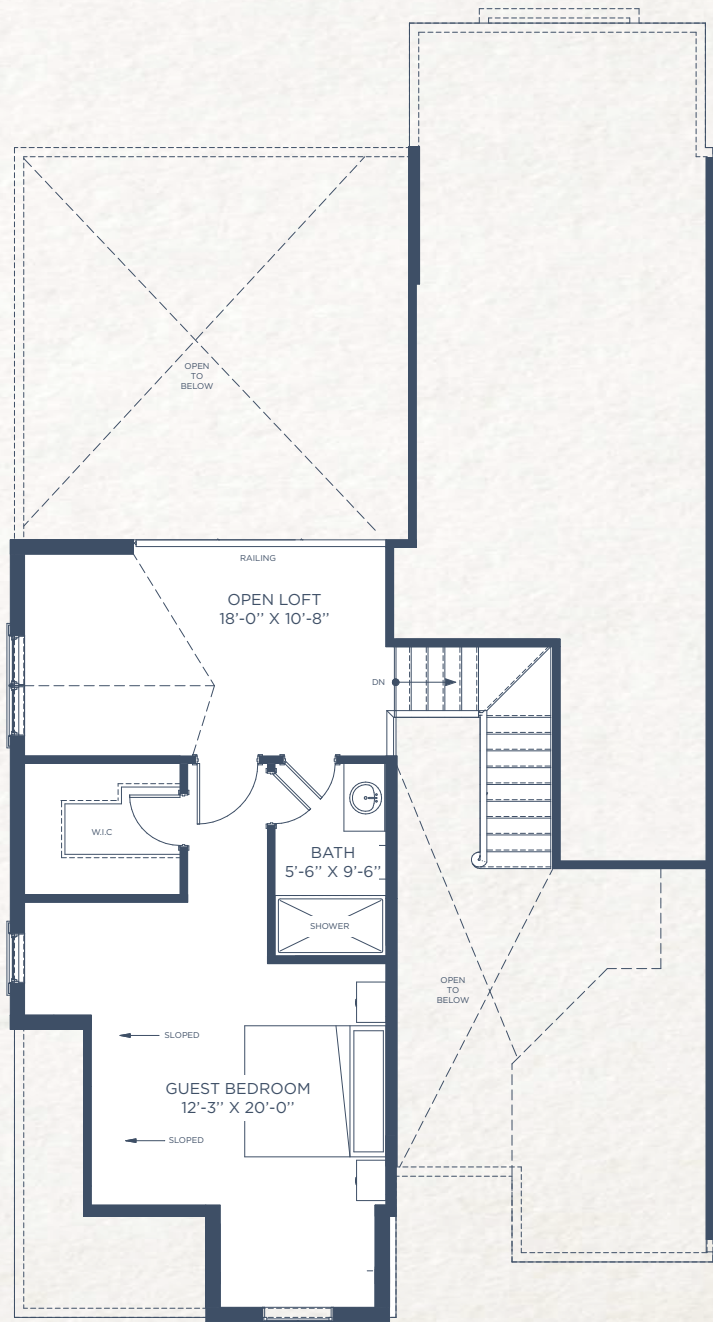 OPEN
TO
BELOW
RAILING
OPEN LOFT
18’-0’’ X 10’-8’’
DN
W.I.C
BATH
5’-6’’ X 9’-6’’
SHOWER
OPEN
TO
BELOW
SLOPED
GUEST BEDROOM
12’-3’’ X 20’-0’’
SLOPED